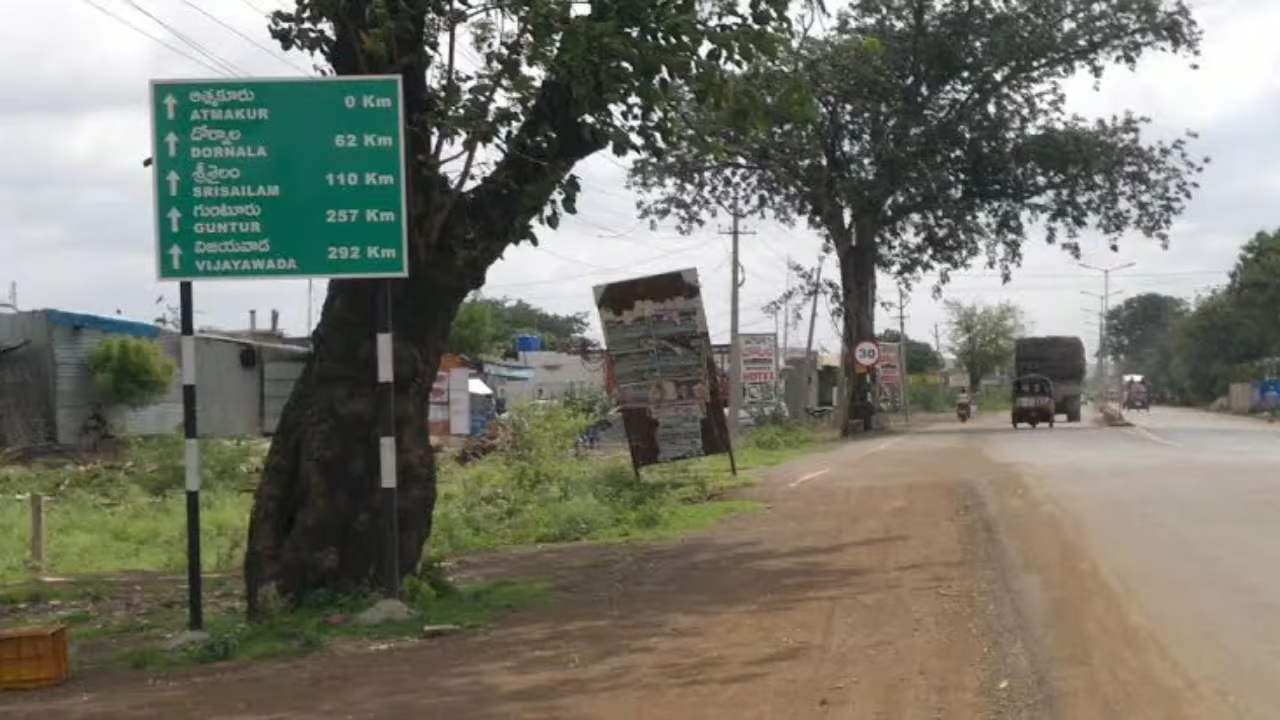 ఆత్మకూరు
ATMAKUR 0 Km
దోర్నాల
DORNALA 62 Km
శ్రీశైలం
SRISAILAM 110 Km
గుంటూరు
GUNTUR 257 Km
విజయవాడ
VIJAYAWADA 292 Km
HOTEL
30